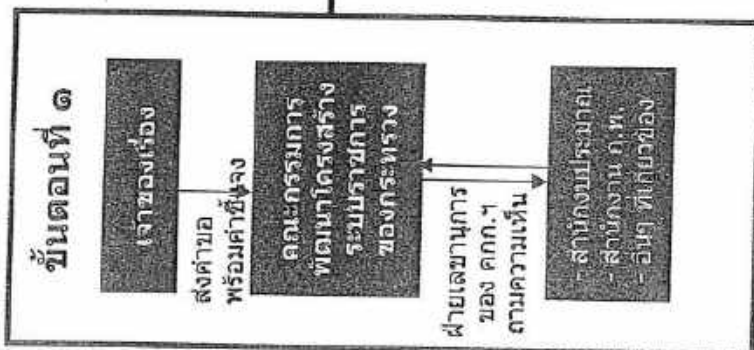 ขั้นตอนที่ ๑
เจ้าของเรื่อง
ส่งคำขอ
พร้อมคำชี้แจง
คณะกรรมการ
พัฒนาโครงสร้าง
ระบบราชการ
ของกระทรวง
ฝ่ายเลขานุการ
ของ คกก.ฯ
ถามความเห็น
- สำนักงบประมาณ
- สำนักงาน ก.พ.
- อื่นๆ ที่เกี่ยวข้อง